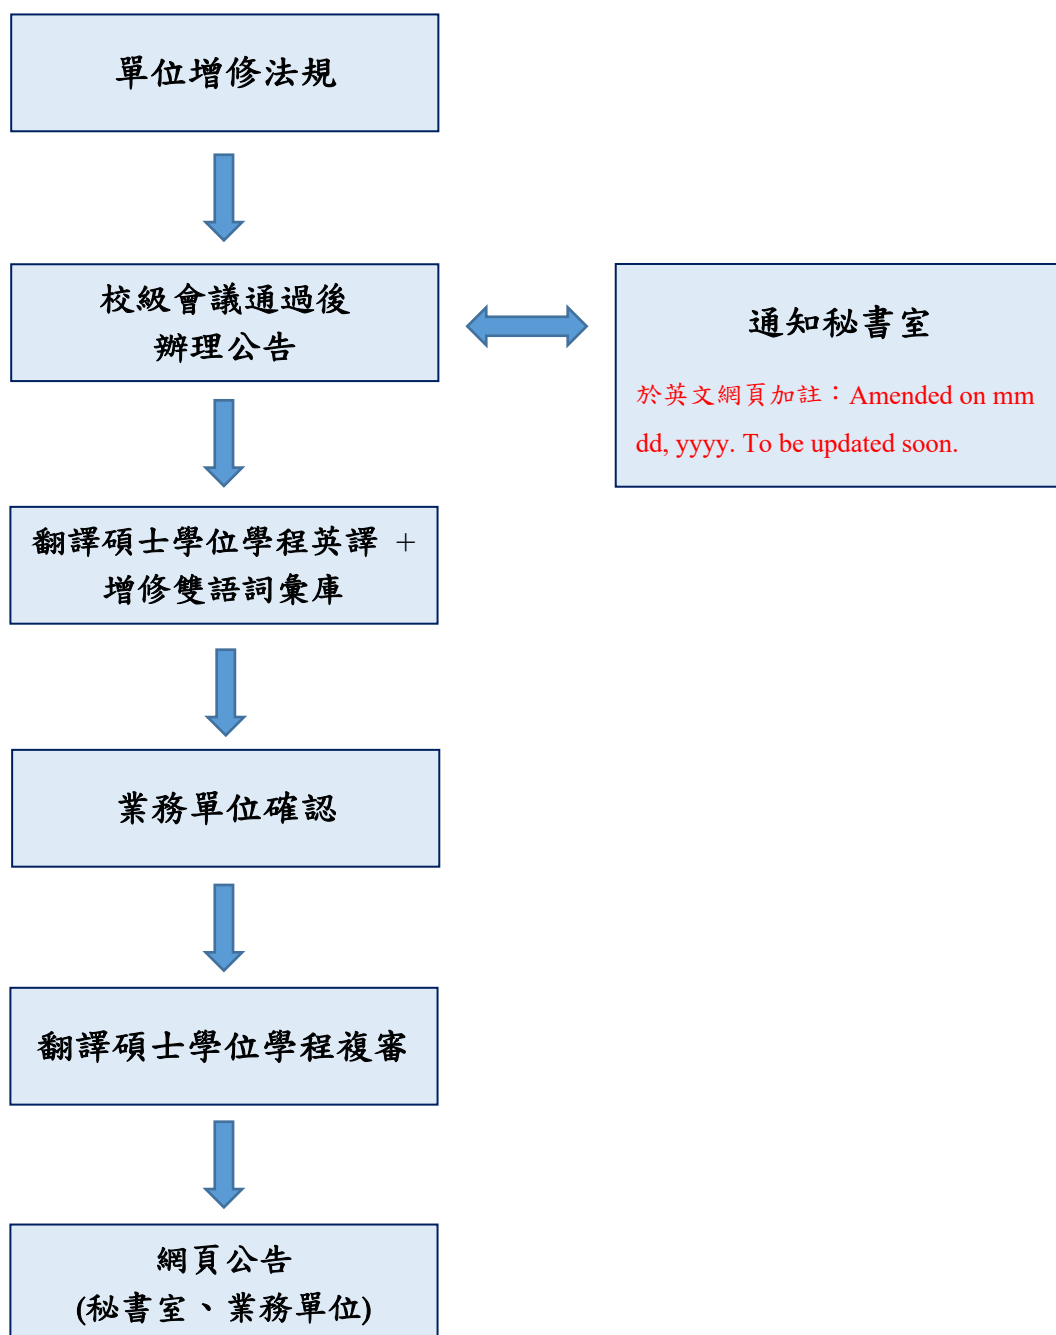 單位增修法規
校級會議通過後
辦理公告
通知秘書室
於英文網頁加註：Amended on mm
dd, yyyy. To be updated soon.
翻譯碩士學位學程英譯 +
增修雙語詞彙庫
業務單位確認
翻譯碩士學位學程複審
網頁公告
(秘書室、業務單位)